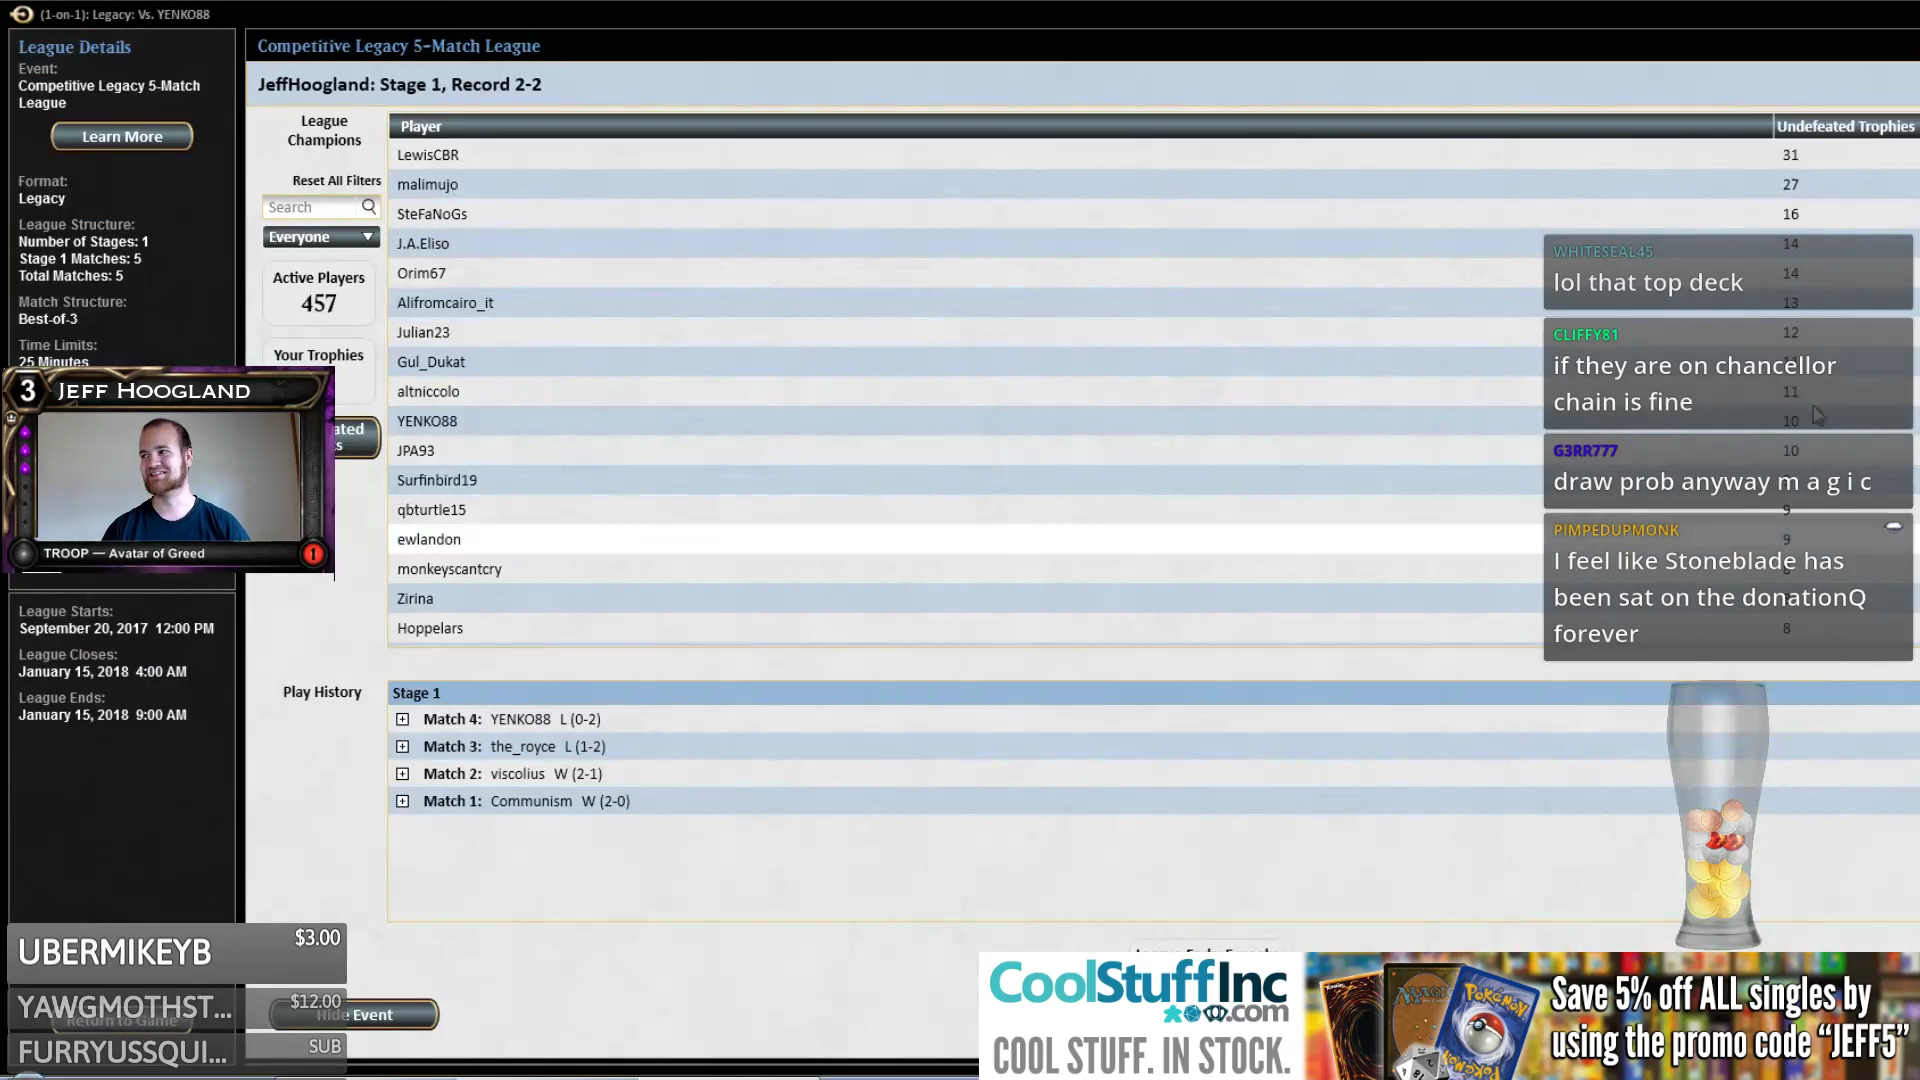 (1-on-1): Legacy: Vs. YENKO88
League Details
Event:
Competitive Legacy 5-Match
League
Learn More
Format:
Legacy
League Structure:
Number of Stages: 1
Stage 1 Matches: 5
Total Matches: 5
Match Structure:
Best-of-3
Time Limits:
25 Minutes
3 JEFF HOOGLAND
TROOP — Avatar of Greed 1
League Starts:
September 20, 2017 12:00 PM
League Closes:
January 15, 2018 4:00 AM
League Ends:
January 15, 2018 9:00 AM
UBERMIKEYB $3.00
YAWGMOTHST... $12.00
Return to Game
FURRYUSSQUI... SUB
Competitive Legacy 5-Match League
JeffHoogland: Stage 1, Record 2-2
League
Champions
Reset All Filters
Search
Everyone
Active Players
457
Your Trophies
Player Undefeated Trophies
LewisCBR 31
malimujo 27
SteFaNoGs 16
J.A.Eliso 14
Orim67 14
Alifromcairo_it 13
Julian23 12
Gul_Dukat
altniccolo 11
YENKO88 10
JPA93 10
Surfinbird19
qbturtle15 9
ewlandon 9
monkeyscantcry
Zirina
Hoppelars 8
WHITESEAL45
lol that top deck
CLIFFY81
if they are on chancellor
chain is fine
G3RR777
draw prob anyway m a g i c
PIMPEDUPMONK
I feel like Stoneblade has
been sat on the donationQ
forever
Play History
Stage 1
Match 4: YENKO88 L (0-2)
Match 3: the_royce L (1-2)
Match 2: viscolius W (2-1)
Match 1: Communism W (2-0)
Hide Event
CoolStuffInc
.com
COOL STUFF. IN STOCK.
MAGIC
Pokémon
Save 5% off ALL singles by
using the promo code "JEFF5"